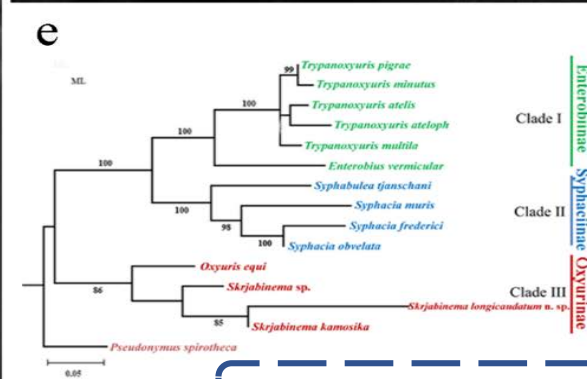 e
ML
99
Trypanoxyuris pigrae
Trypanoxyuris minutus
100
Trypanoxyuris atelis
Trypanoxyuris ateloph
Trypanoxyuris multila
100
Enterobius vermicular
100
Syphabulea tjanschani
100
Syphacia muris
98
Syphacia frederici
100
Syphacia obvelata
Oxyuris equi
86
Skrjabinema sp.
Skrjabinema longicaudatum n. sp.
85
Skrjabinema kamosika
Pseudonymus spirotheca
0.05
Clade I
Clade II
Clade III
Enterobiinae
Syphaciinae
Oxyurinae